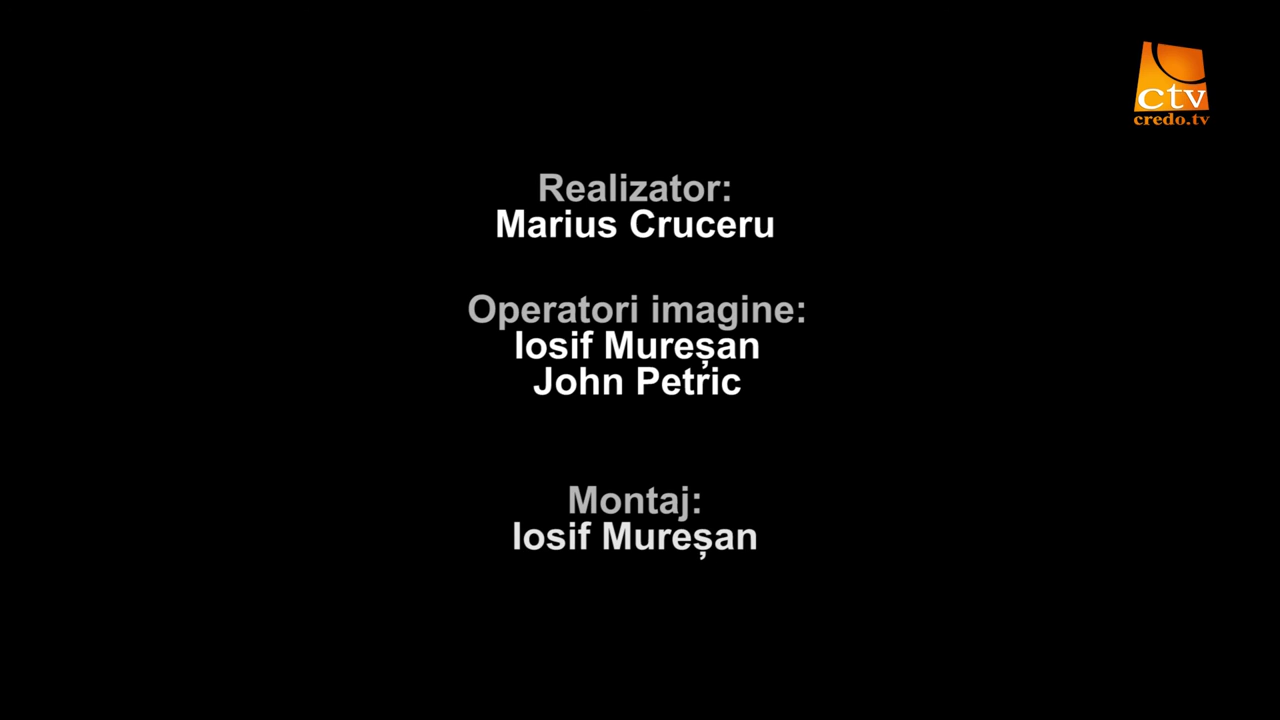 ctv
credo.tv
Realizator:
Marius Cruceru
Operatori imagine:
Iosif Mureșan
John Petric
Montaj:
Iosif Mureșan